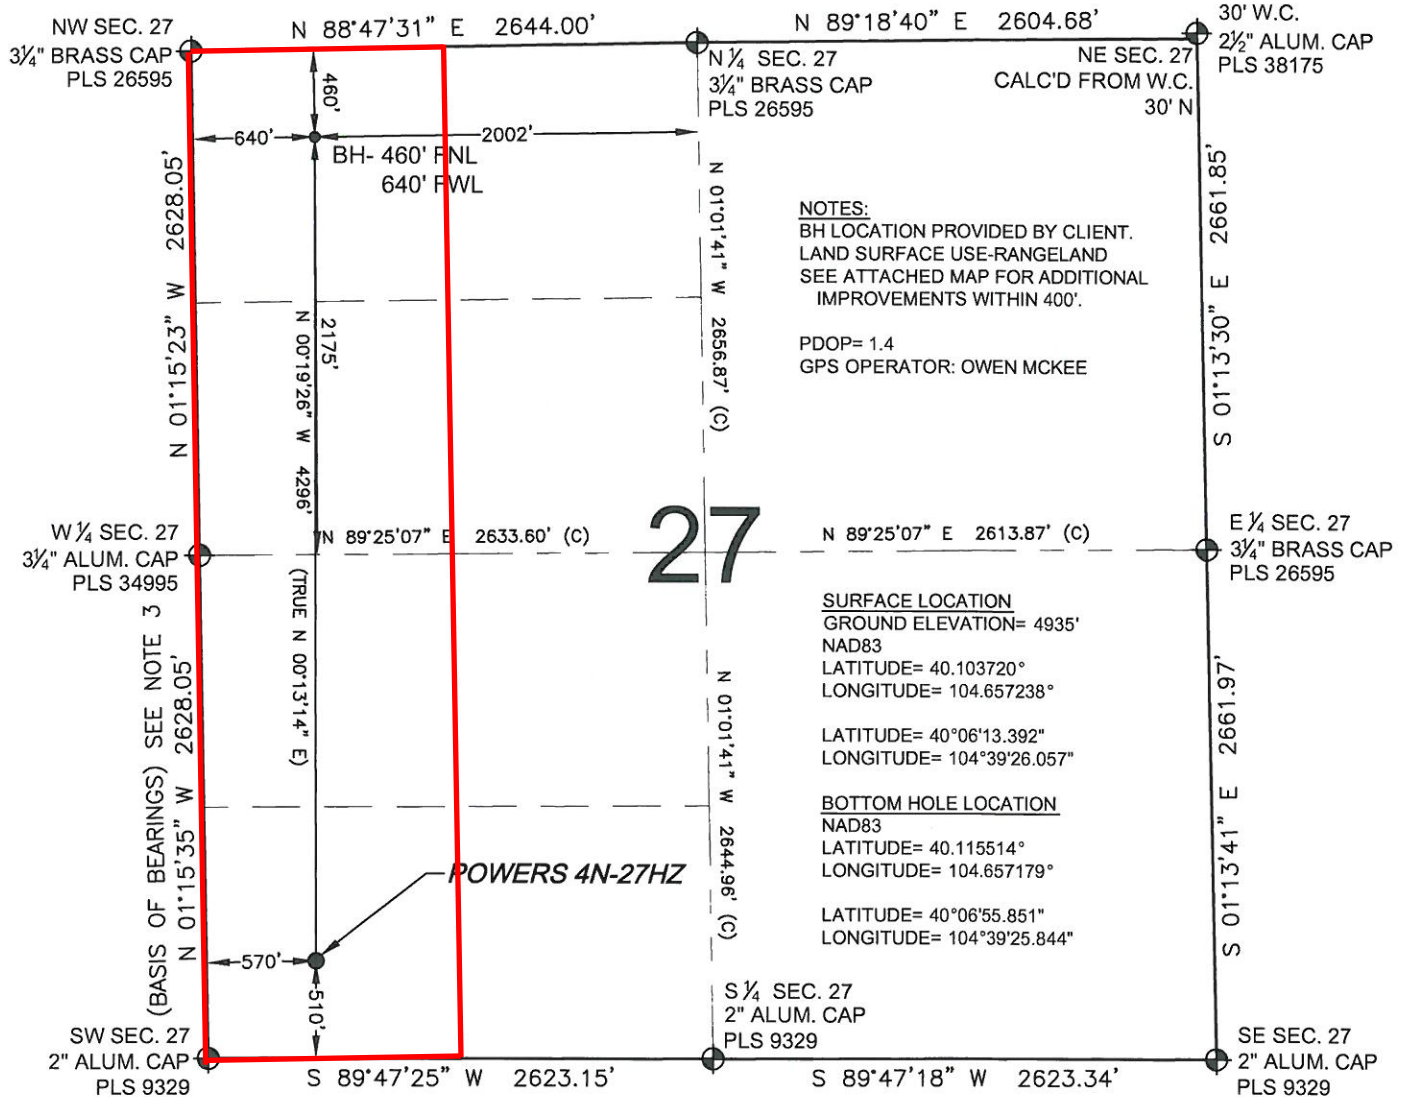 NW SEC. 27
3¼" BRASS CAP
PLS 26595
N 88°47'31" E 2644.00'
N 89°18'40" E 2604.68'
30' W.C.
2½" ALUM. CAP
PLS 38175
N ¼ SEC. 27
3¼" BRASS CAP
PLS 26595
NE SEC. 27
CALC'D FROM W.C.
30' N
460'
640'
2002'
BH- 460' FNL
640' FWL
N 01°15'23" W 2628.05'
N 01°01'41" W 2656.87' (C)
S 01°13'30" E 2661.85'
NOTES:
BH LOCATION PROVIDED BY CLIENT.
LAND SURFACE USE-RANGELAND
SEE ATTACHED MAP FOR ADDITIONAL
IMPROVEMENTS WITHIN 400'.
PDOP= 1.4
GPS OPERATOR: OWEN MCKEE
2175'
N 00°19'26" W 4296'
(TRUE N 00°13'14" E)
W ¼ SEC. 27
3¼" ALUM. CAP
PLS 34995
N 89°25'07" E 2633.60' (C)
27
N 89°25'07" E 2613.87' (C)
E ¼ SEC. 27
3¼" BRASS CAP
PLS 26595
(BASIS OF BEARINGS) SEE NOTE 3
N 01°15'35" W 2628.05'
N 01°01'41" W 2644.96' (C)
S 01°13'41" E 2661.97'
SURFACE LOCATION
GROUND ELEVATION= 4935'
NAD83
LATITUDE= 40.103720°
LONGITUDE= 104.657238°
LATITUDE= 40°06'13.392"
LONGITUDE= 104°39'26.057"
BOTTOM HOLE LOCATION
NAD83
LATITUDE= 40.115514°
LONGITUDE= 104.657179°
LATITUDE= 40°06'55.851"
LONGITUDE= 104°39'25.844"
POWERS 4N-27HZ
570'
510'
SW SEC. 27
2" ALUM. CAP
PLS 9329
S 89°47'25" W 2623.15'
S ¼ SEC. 27
2" ALUM. CAP
PLS 9329
S 89°47'18" W 2623.34'
SE SEC. 27
2" ALUM. CAP
PLS 9329